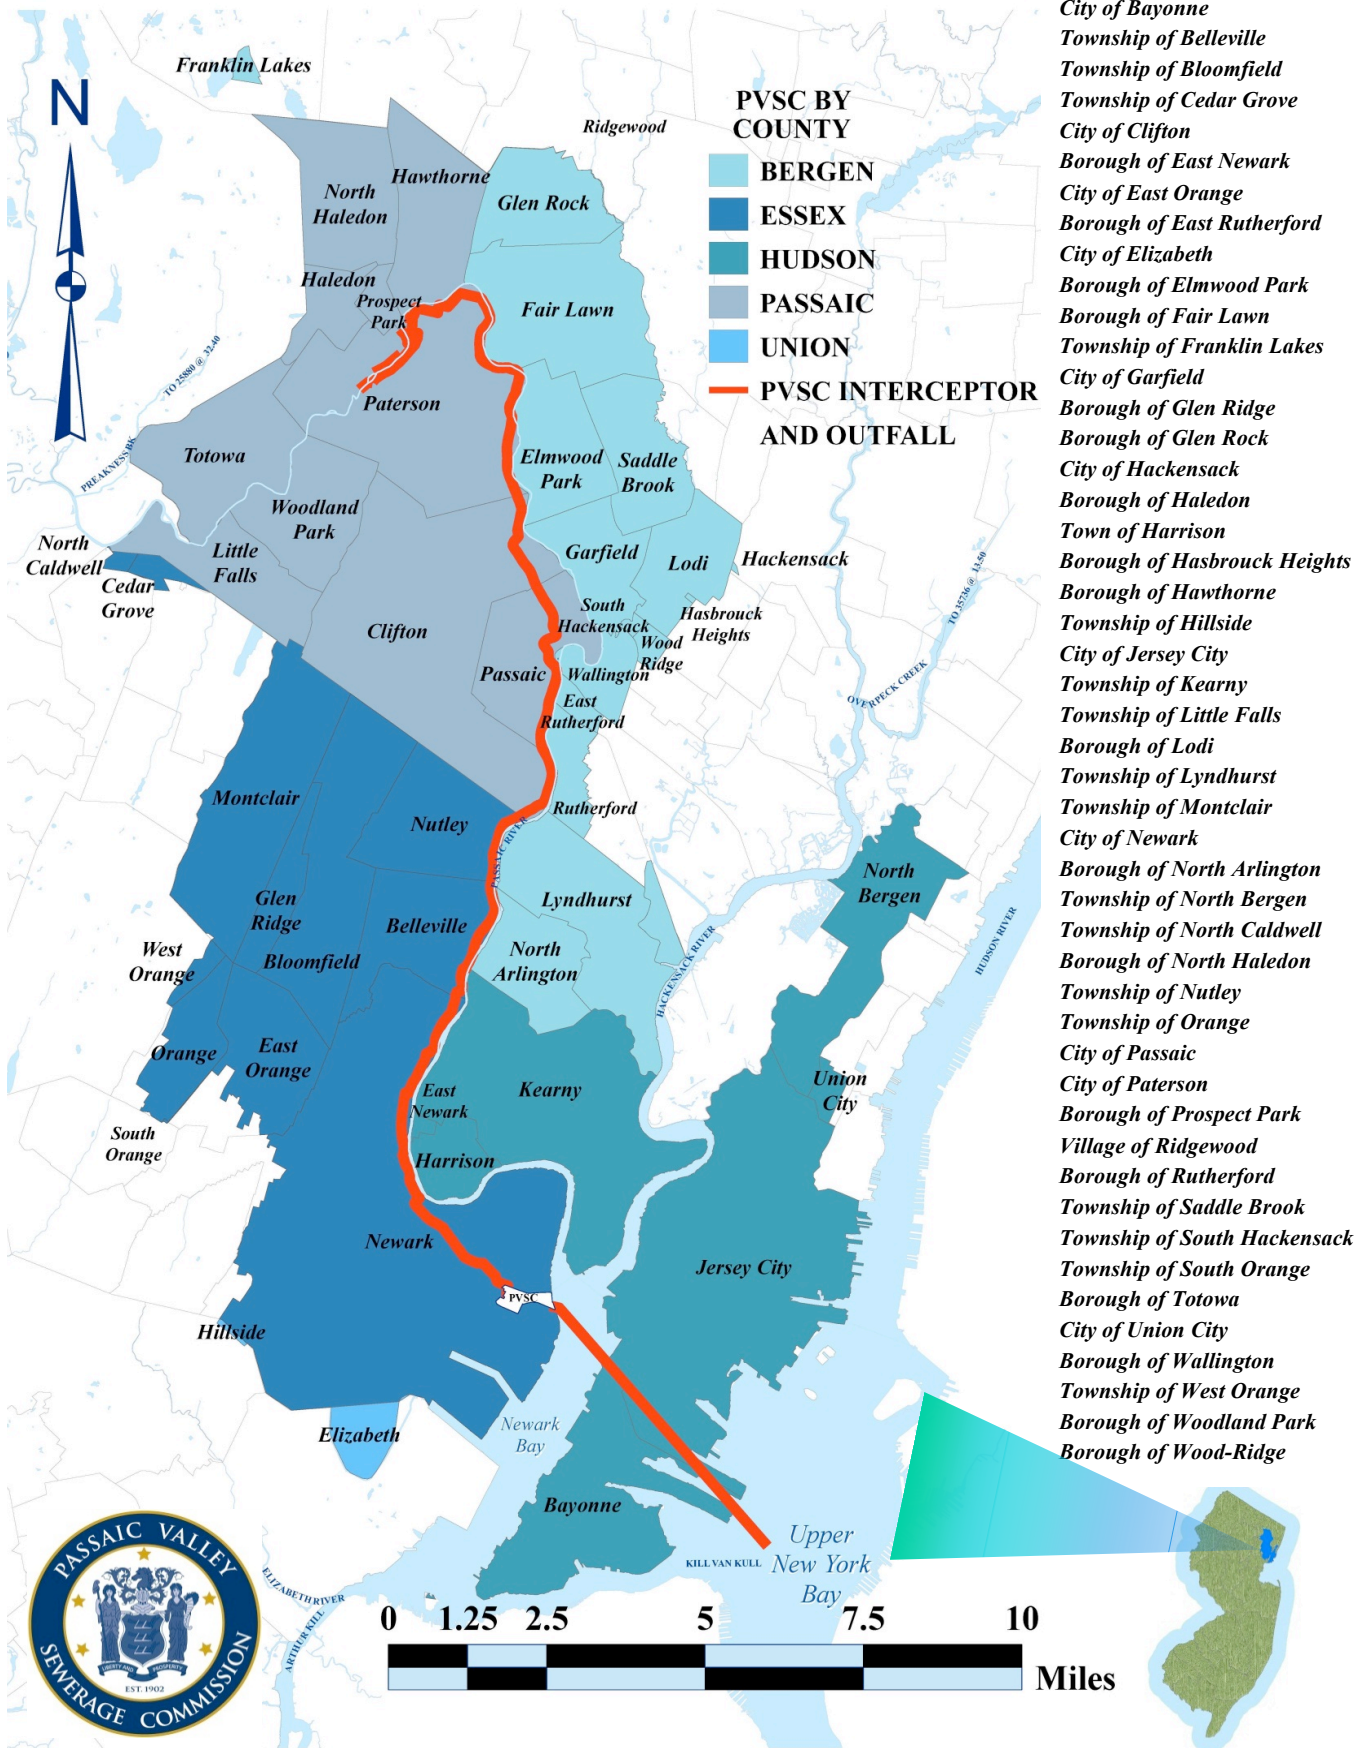 Franklin Lakes
N
Ridgewood
PVSC BY
COUNTY
BERGEN
ESSEX
HUDSON
PASSAIC
UNION
PVSC INTERCEPTOR
AND OUTFALL
Hawthorne
North
Haledon
Glen Rock
Haledon
Prospect
Park
Fair Lawn
TO 25880 @ 32.40
Paterson
PREAKNESS BK
Totowa
Elmwood
Park
Saddle
Brook
Woodland
Park
North
Caldwell
Little
Falls
Cedar
Grove
Garfield
Lodi
Hackensack
TO 35736 @ 13.50
Clifton
South
Hackensack
Hasbrouck
Heights
Wood
Ridge
Passaic
Wallington
East
Rutherford
OVERPECK CREEK
Montclair
Nutley
Rutherford
PASSAIC RIVER
North
Bergen
Glen
Ridge
Belleville
Lyndhurst
West
Orange
Bloomfield
North
Arlington
HACKENSACK RIVER
HUDSON RIVER
Orange
East
Orange
East
Newark
Kearny
Union
City
South
Orange
Harrison
Newark
Jersey City
PVSC
Hillside
Elizabeth
Newark
Bay
Bayonne
Upper
New York
Bay
KILL VAN KULL
ELIZABETH RIVER
ARTHUR KILL
PASSAIC VALLEY
SEWERAGE COMMISSION
LIBERTY AND PROSPERITY
EST. 1902
0 1.25 2.5 5 7.5 10
Miles
City of Bayonne
Township of Belleville
Township of Bloomfield
Township of Cedar Grove
City of Clifton
Borough of East Newark
City of East Orange
Borough of East Rutherford
City of Elizabeth
Borough of Elmwood Park
Borough of Fair Lawn
Township of Franklin Lakes
City of Garfield
Borough of Glen Ridge
Borough of Glen Rock
City of Hackensack
Borough of Haledon
Town of Harrison
Borough of Hasbrouck Heights
Borough of Hawthorne
Township of Hillside
City of Jersey City
Township of Kearny
Township of Little Falls
Borough of Lodi
Township of Lyndhurst
Township of Montclair
City of Newark
Borough of North Arlington
Township of North Bergen
Township of North Caldwell
Borough of North Haledon
Township of Nutley
Township of Orange
City of Passaic
City of Paterson
Borough of Prospect Park
Village of Ridgewood
Borough of Rutherford
Township of Saddle Brook
Township of South Hackensack
Township of South Orange
Borough of Totowa
City of Union City
Borough of Wallington
Township of West Orange
Borough of Woodland Park
Borough of Wood-Ridge